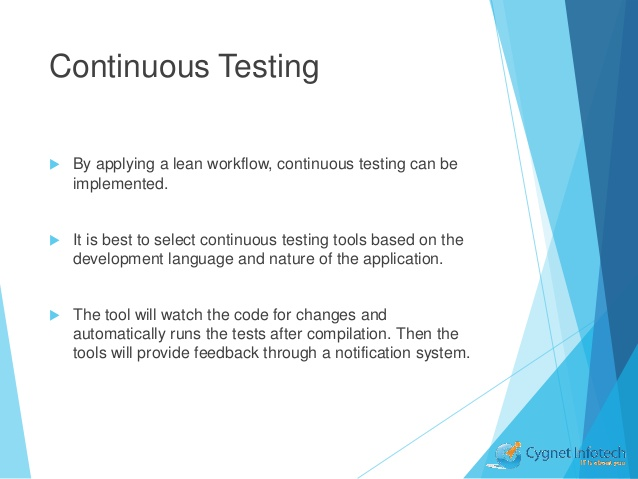 Continuous Testing
By applying a lean workflow, continuous testing can be
implemented.
It is best to select continuous testing tools based on the
development language and nature of the application.
The tool will watch the code for changes and
automatically runs the tests after compilation. Then the
tools will provide feedback through a notification system.
Cygnet Infotech